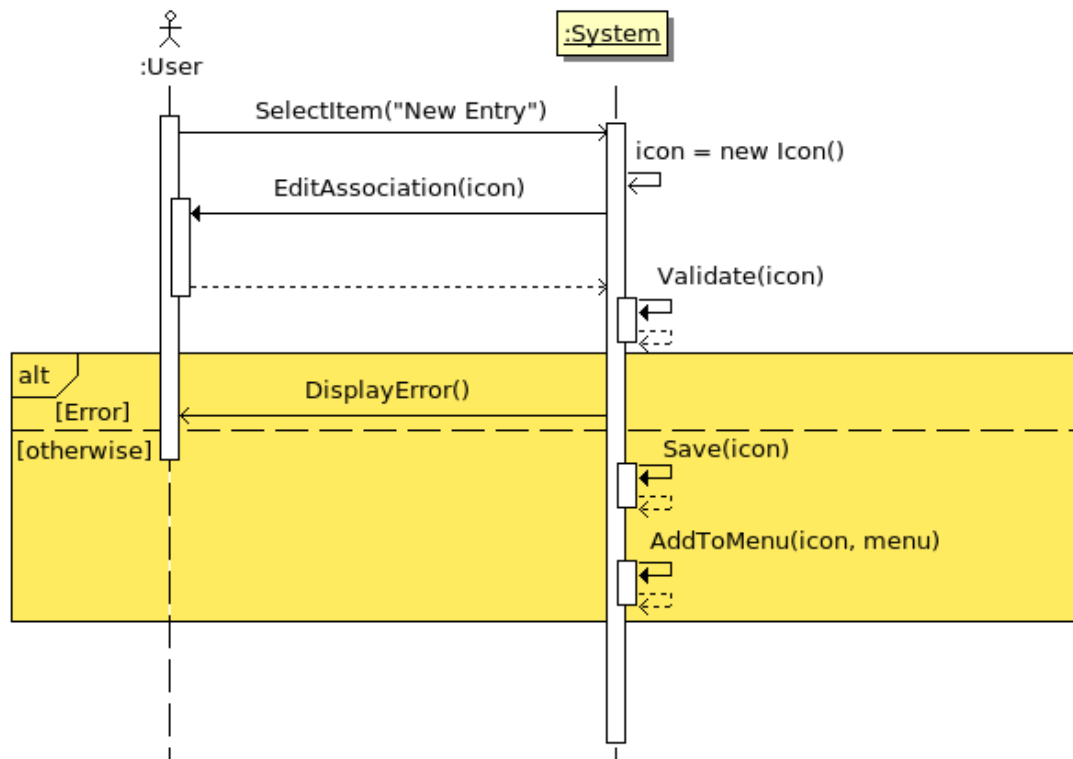 :User
:System
SelectItem("New Entry")
icon = new Icon()
EditAssociation(icon)
Validate(icon)
alt
DisplayError()
[Error]
[otherwise]
Save(icon)
AddToMenu(icon, menu)